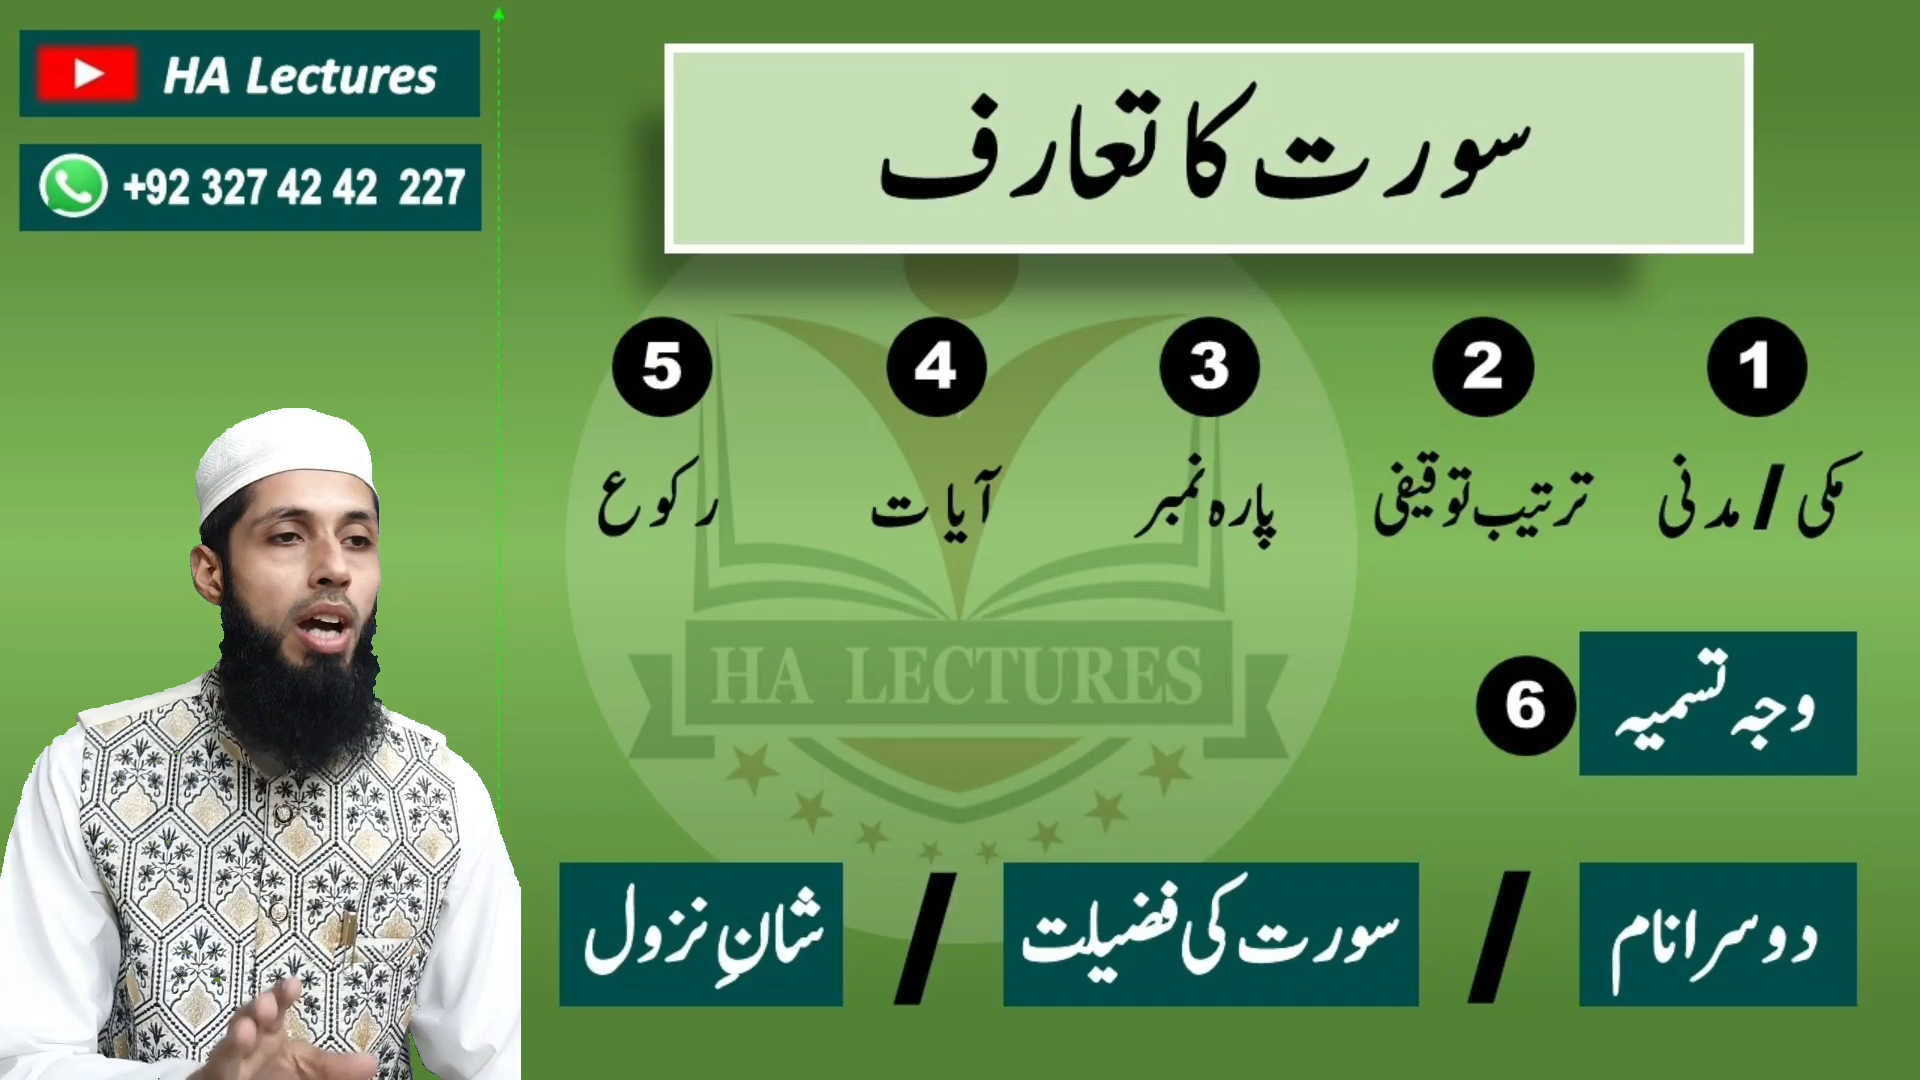 HA Lectures
+92 327 42 42 227
سورت کا تعارف
1 2 3 4 5
مکی / مدنی ترتیب توقیفی پارہ نمبر آیات رکوع
HA LECTURES
وجہ تسمیہ 6
دوسرا نام / سورت کی فضیلت / شانِ نزول